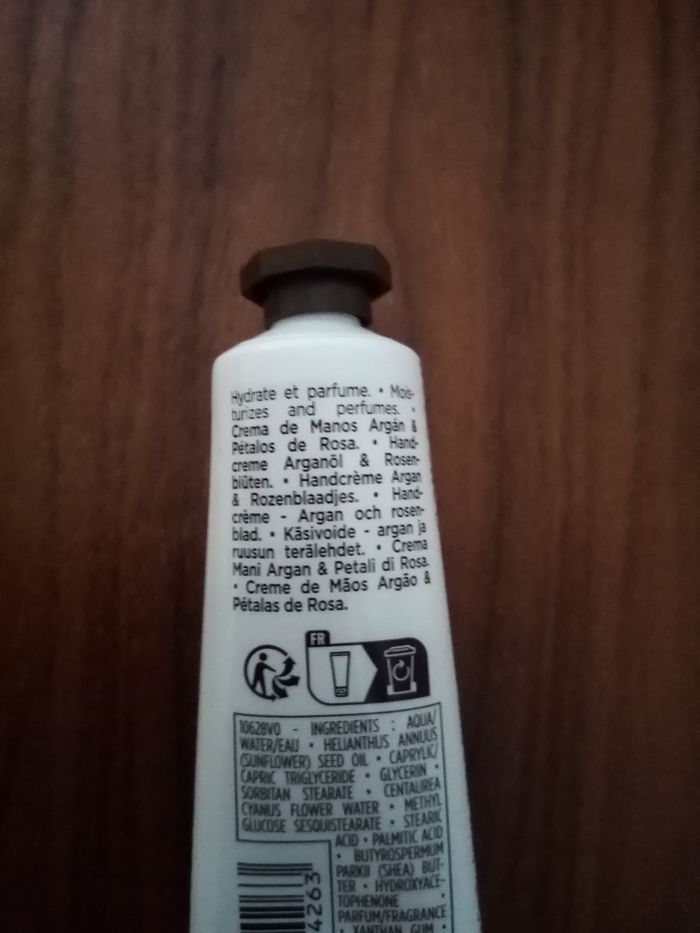 Hydrate et parfume. • Mois-
turizes and perfumes. •
Crema de Manos Argán &
Pétalos de Rosa. • Hand-
creme Arganöl & Rosen-
blüten. • Handcrème Argan
& Rozenblaadjes. • Hand-
crème - Argan och rosen-
blad. • Käsivoide - argan ja
ruusun terälehdet. • Crema
Mani Argan & Petali di Rosa.
• Creme de Mãos Argão &
Pétalas de Rosa.
FR
10628V0 - INGREDIENTS : AQUA/
WATER/EAU • HELIANTHUS ANNUUS
(SUNFLOWER) SEED OIL • CAPRYLIC/
CAPRIC TRIGLYCERIDE • GLYCERIN •
SORBITAN STEARATE • CENTAUREA
CYANUS FLOWER WATER • METHYL
GLUCOSE SESQUISTEARATE • STEARIC
ACID • PALMITIC ACID
• BUTYROSPERMUM
PARKII (SHEA) BUT-
TER • HYDROXYACE-
TOPHENONE •
PARFUM/FRAGRANCE
• XANTHAN GUM •
4263